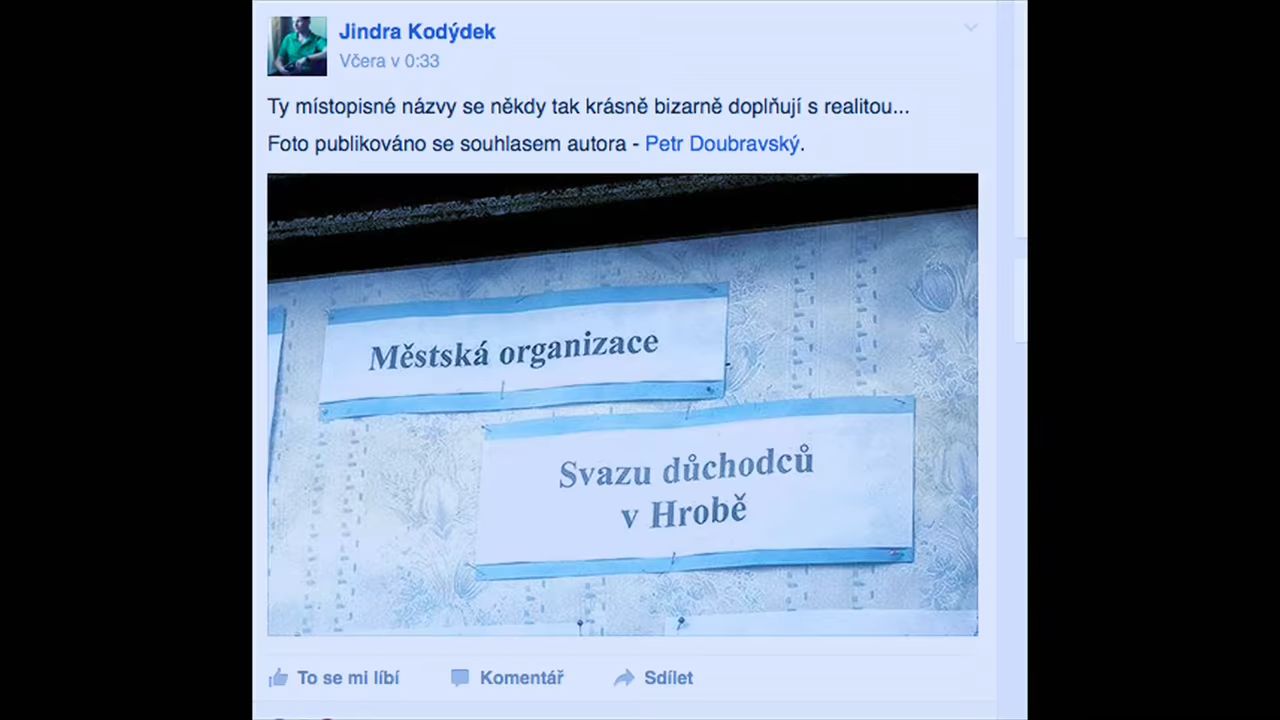 Jindra Kodýdek
Včera v 0:33
Ty místopisné názvy se někdy tak krásně bizarně doplňují s realitou...
Foto publikováno se souhlasem autora - Petr Doubravský.
Městská organizace
Svazu důchodců
v Hrobě
To se mi líbí
Komentář
Sdílet